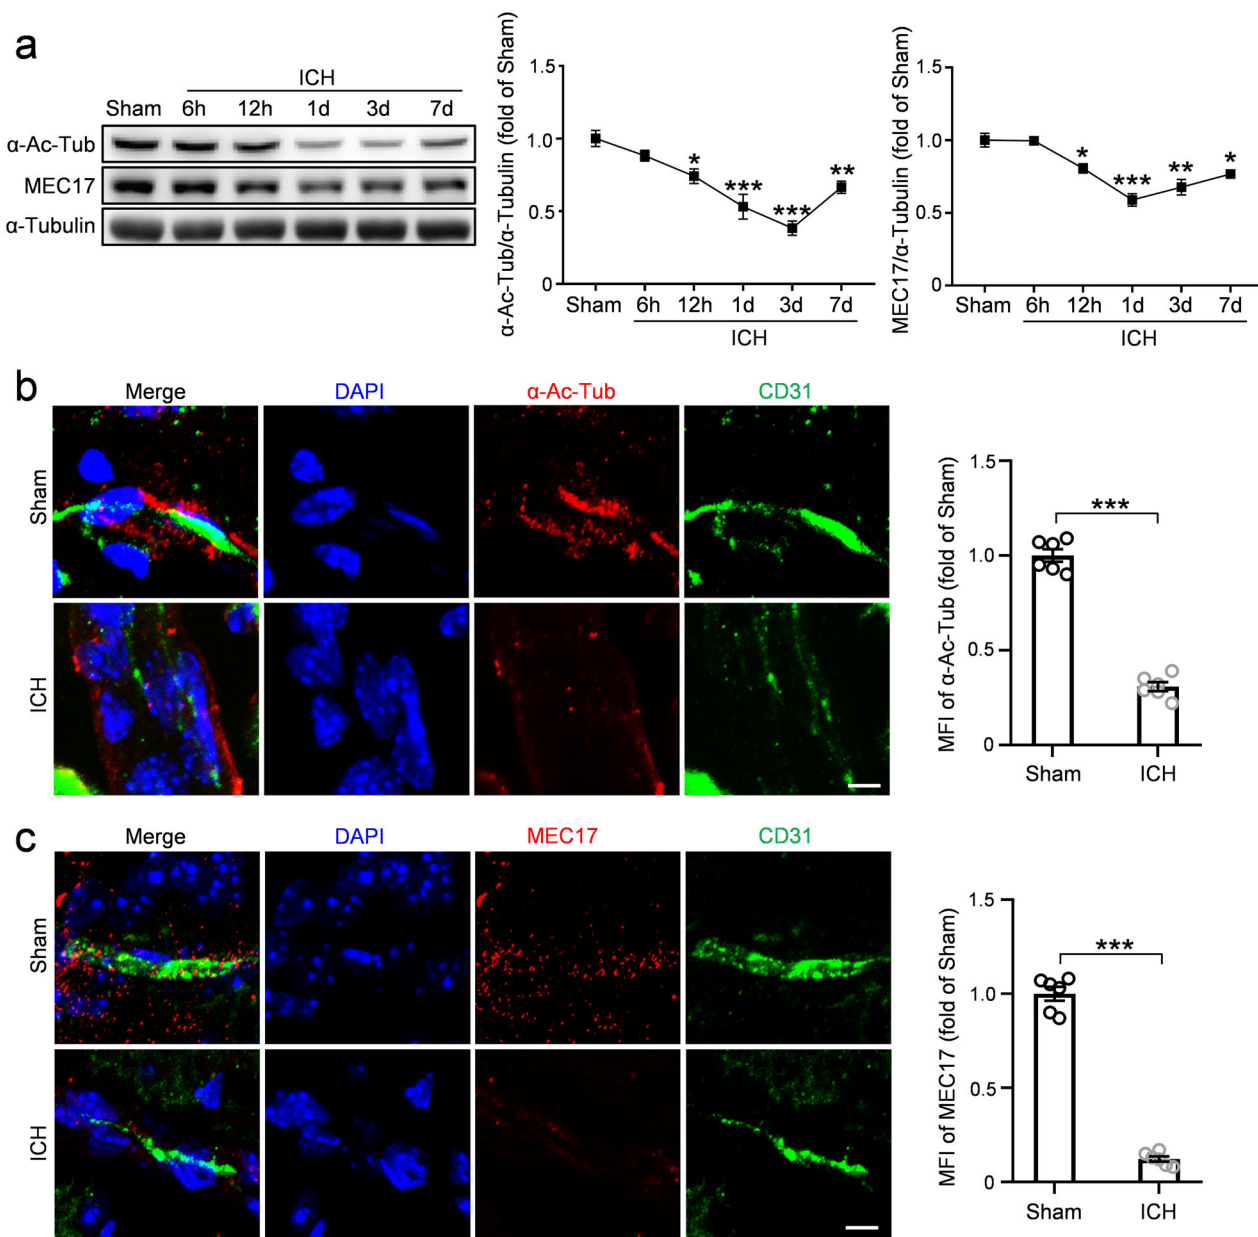 a
ICH
Sham 6h 12h 1d 3d 7d
α-Ac-Tub
MEC17
α-Tubulin
α-Ac-Tub/α-Tubulin (fold of Sham)
1.5
1.0
0.5
0
*
***
***
**
Sham 6h 12h 1d 3d 7d
ICH
MEC17/α-Tubulin (fold of Sham)
1.5
1.0
0.5
0
*
***
**
*
Sham 6h 12h 1d 3d 7d
ICH
b
Merge DAPI α-Ac-Tub CD31
Sham
ICH
MFI of α-Ac-Tub (fold of Sham)
1.5
1.0
0.5
0
***
Sham ICH
c
Merge DAPI MEC17 CD31
Sham
ICH
MFI of MEC17 (fold of Sham)
1.5
1.0
0.5
0
***
Sham ICH